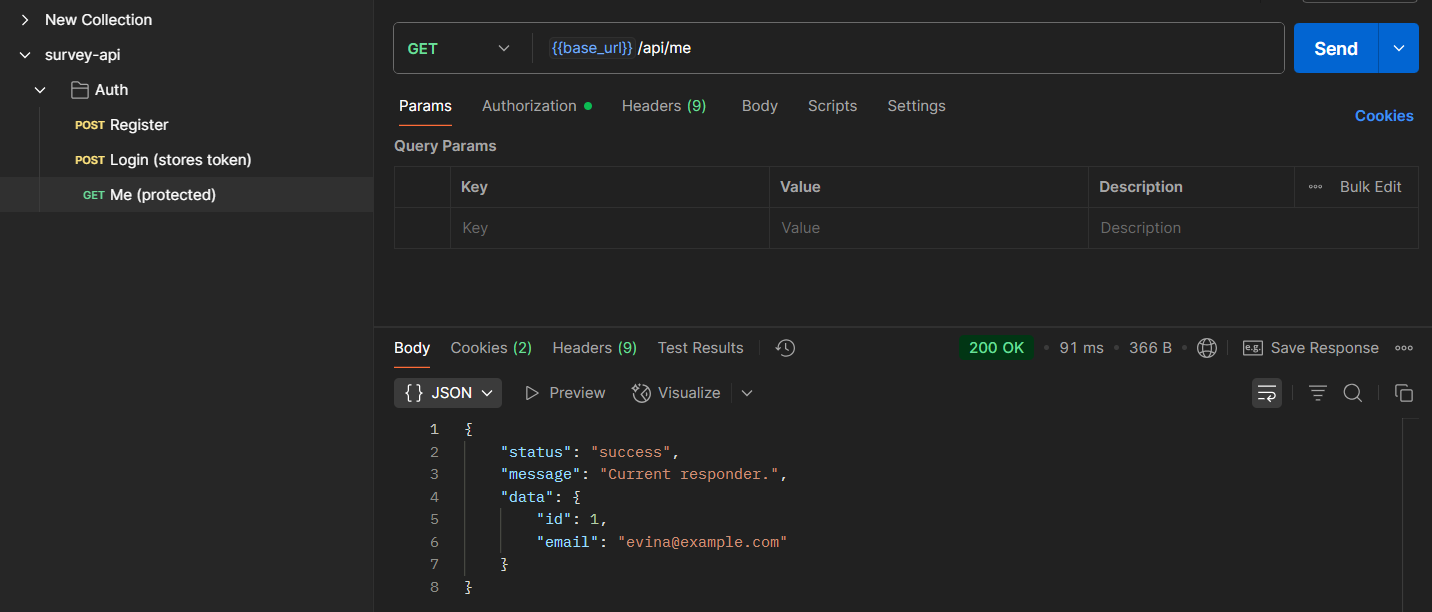 New Collection
survey-api
Auth
POST Register
POST Login (stores token)
GET Me (protected)
GET {{base_url}} /api/me Send
Params Authorization Headers (9) Body Scripts Settings Cookies
Query Params
Key Value Description Bulk Edit
Key Value Description
Body Cookies (2) Headers (9) Test Results 200 OK 91 ms 366 B e.g. Save Response
{} JSON Preview Visualize
1 {
2 "status": "success",
3 "message": "Current responder.",
4 "data": {
5 "id": 1,
6 "email": "evina@example.com"
7 }
8 }